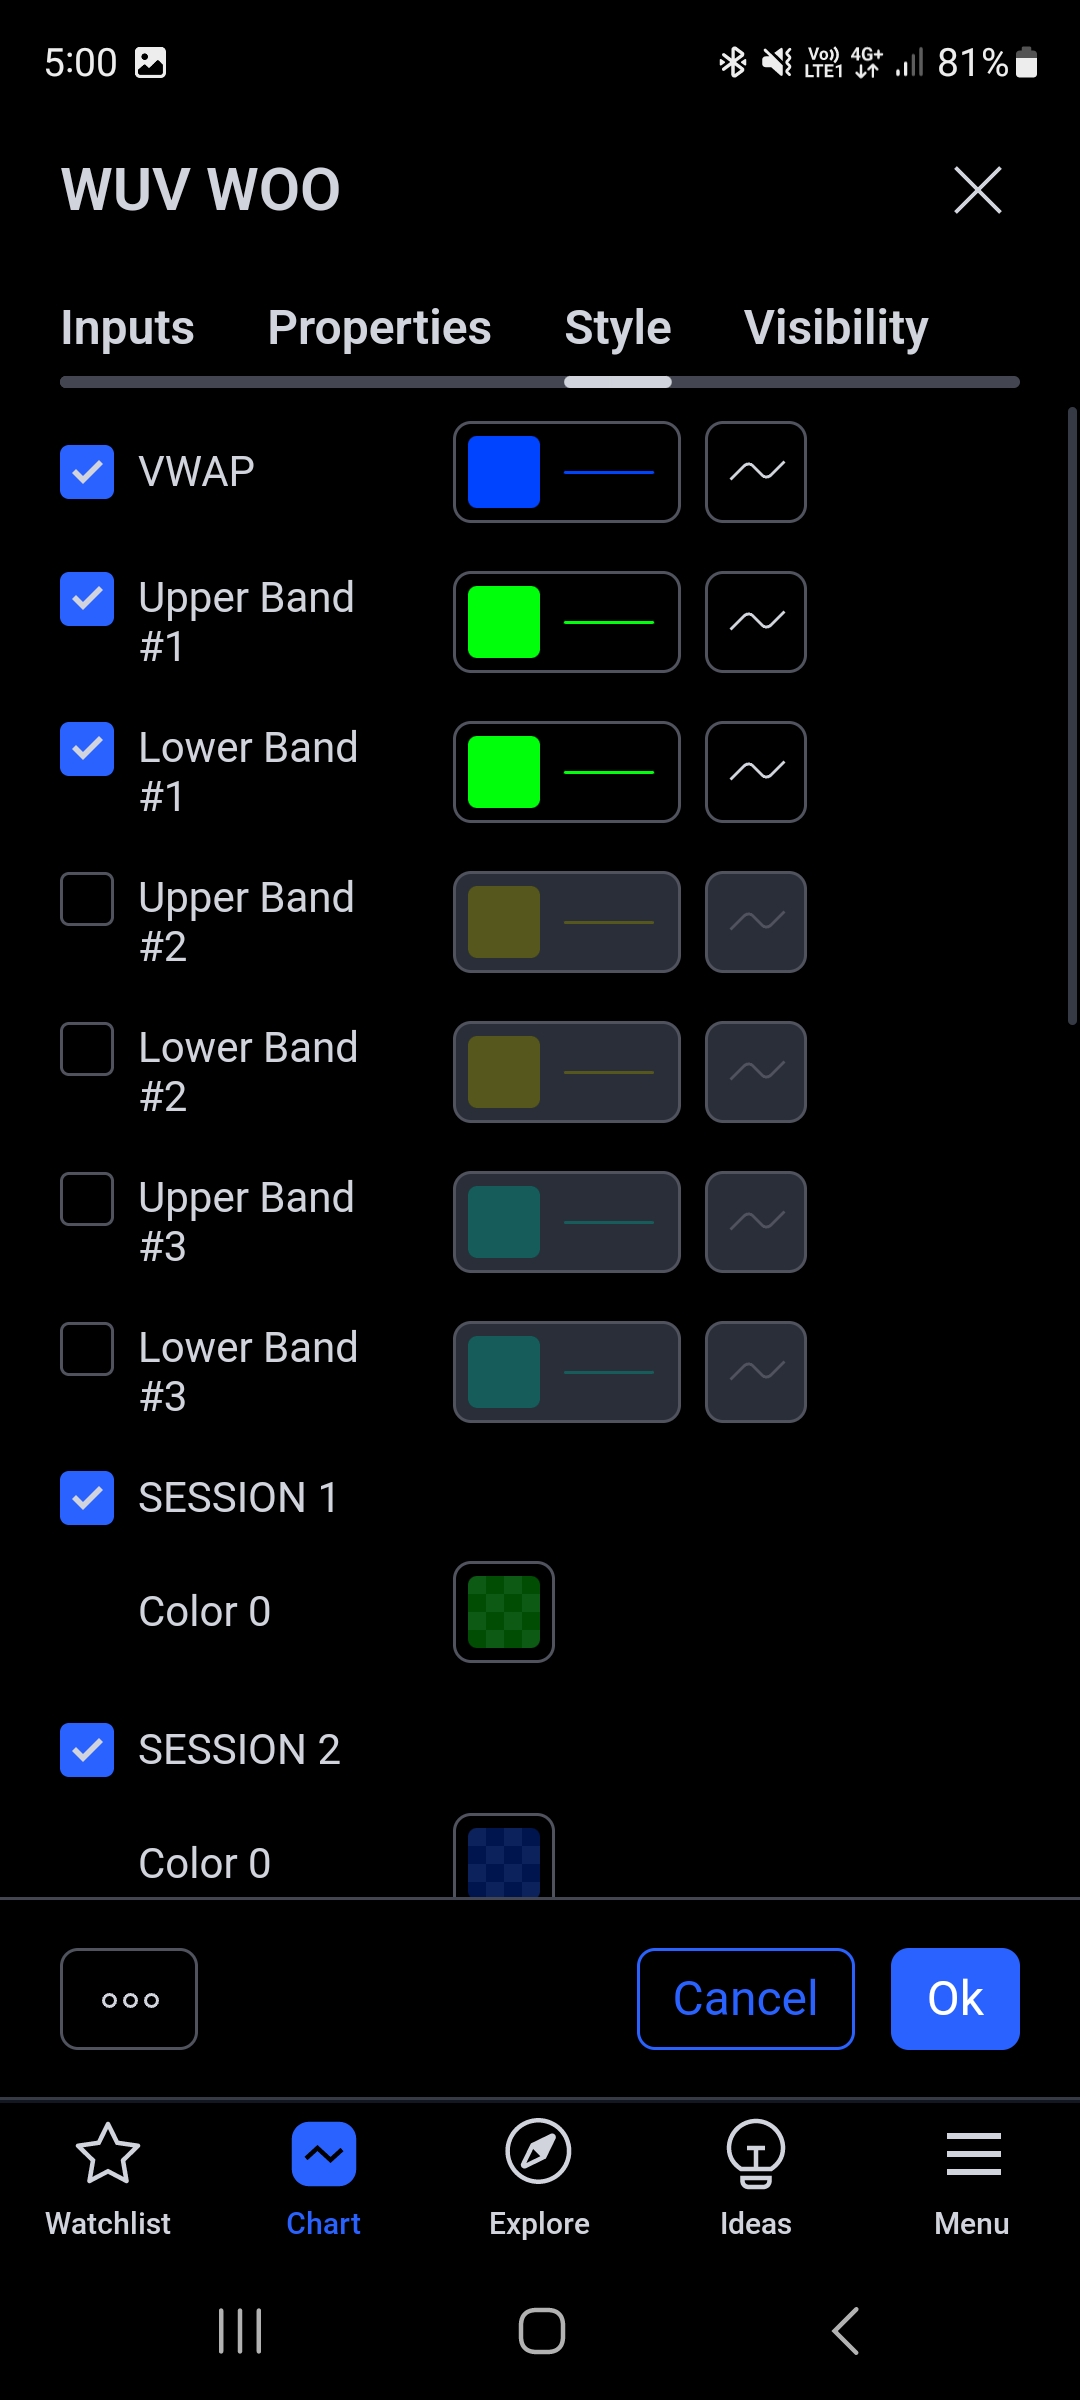 5:00
Vo)) LTE1 4G+ 81%
WUV WOO
Inputs Properties Style Visibility
VWAP
Upper Band
#1
Lower Band
#1
Upper Band
#2
Lower Band
#2
Upper Band
#3
Lower Band
#3
SESSION 1
Color 0
SESSION 2
Color 0
Cancel Ok
Watchlist Chart Explore Ideas Menu